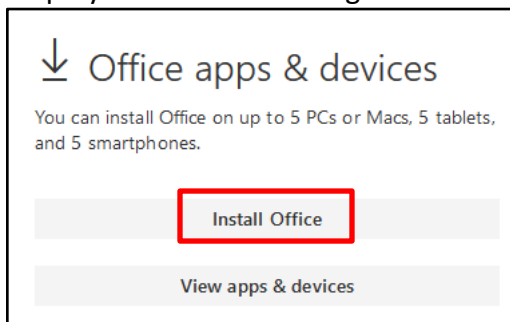 Office apps & devices
You can install Office on up to 5 PCs or Macs, 5 tablets,
and 5 smartphones.
Install Office
View apps & devices